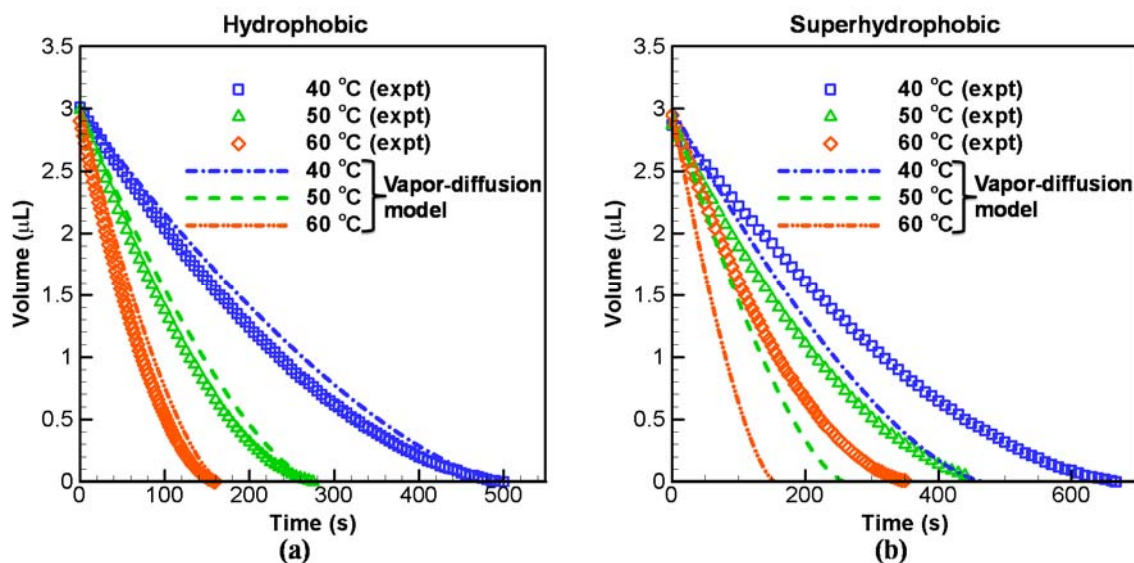 Hydrophobic
3.5
3
2.5
2
1.5
1
0.5
0
Volume (μL)
40 °C (expt)
50 °C (expt)
60 °C (expt)
40 °C
50 °C
60 °C
Vapor-diffusion
model
0 100 200 300 400 500
Time (s)
(a)
Superhydrophobic
3.5
3
2.5
2
1.5
1
0.5
0
Volume (μL)
40 °C (expt)
50 °C (expt)
60 °C (expt)
40 °C
50 °C
60 °C
Vapor-diffusion
model
0 200 400 600
Time (s)
(b)